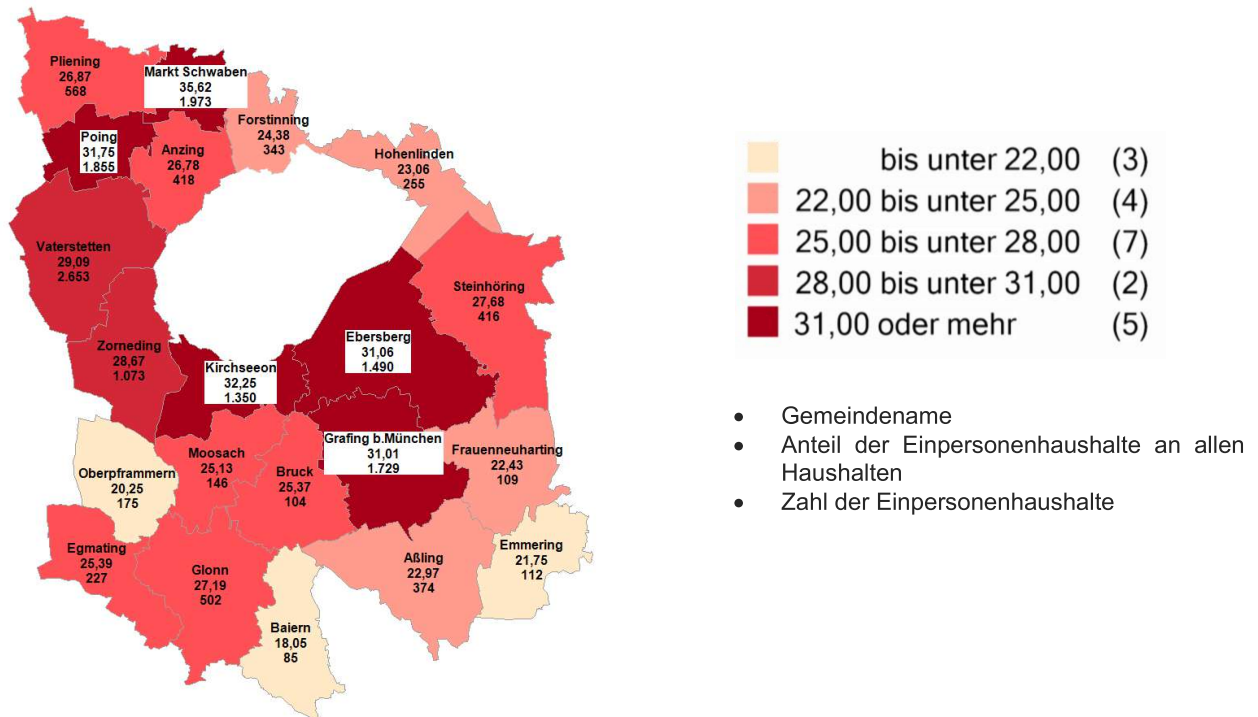 Pliening
26,87
568
Markt Schwaben
35,62
1.973
Forstinning
24,38
343
Poing
31,75
1.855
Anzing
26,78
418
Hohenlinden
23,06
255
Vaterstetten
29,09
2.653
Steinhöring
27,68
416
Zorneding
28,67
1.073
Kirchseeon
32,25
1.350
Ebersberg
31,06
1.490
Oberpframmern
20,25
175
Moosach
25,13
146
Bruck
25,37
104
Grafing b.München
31,01
1.729
Frauenneuharting
22,43
109
Egmating
25,39
227
Glonn
27,19
502
Baiern
18,05
85
Aßling
22,97
374
Emmering
21,75
112
bis unter 22,00 (3)
22,00 bis unter 25,00 (4)
25,00 bis unter 28,00 (7)
28,00 bis unter 31,00 (2)
31,00 oder mehr (5)
• Gemeindename
• Anteil der Einpersonenhaushalte an allen
Haushalten
• Zahl der Einpersonenhaushalte